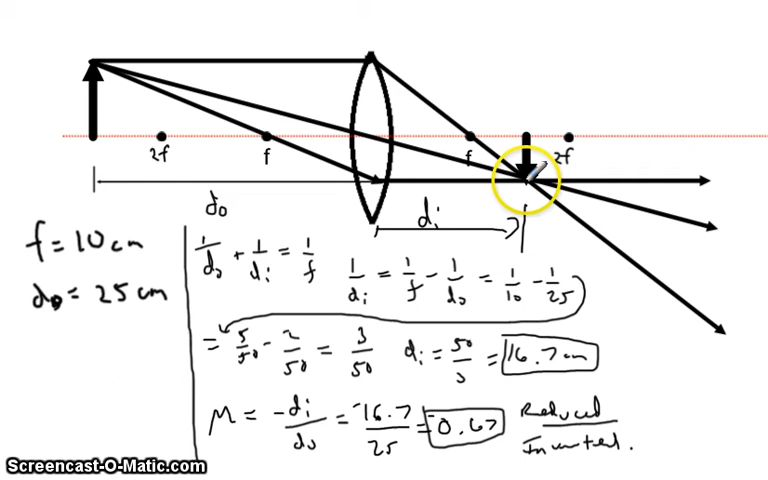 2f f f 2f
do
di
f = 10 cm
do = 25 cm
1/do + 1/di = 1/f
1/di = 1/f - 1/do = 1/10 - 1/25
= 5/50 - 2/50 = 3/50
di = 50/3 = 16.7 cm
M = -di/do = -16.7/25 = -0.67
Reduced
Inverted.
Screencast-O-Matic.com